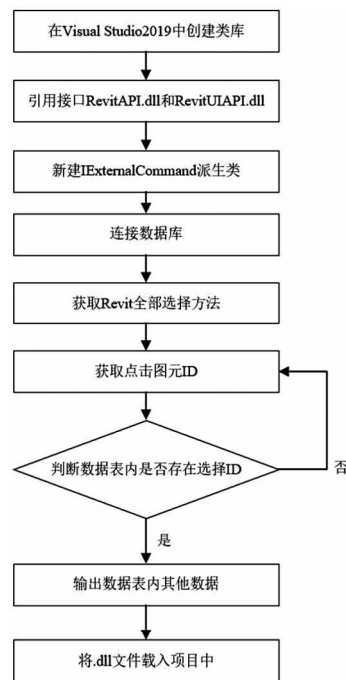 在Visual Studio2019中创建类库
引用接口RevitAPI.dll和RevitUIAPI.dll
新建IExternalCommand派生类
连接数据库
获取Revit全部选择方法
获取点击图元ID
判断数据表内是否存在选择ID
否
是
输出数据表内其他数据
将.dll文件载入项目中